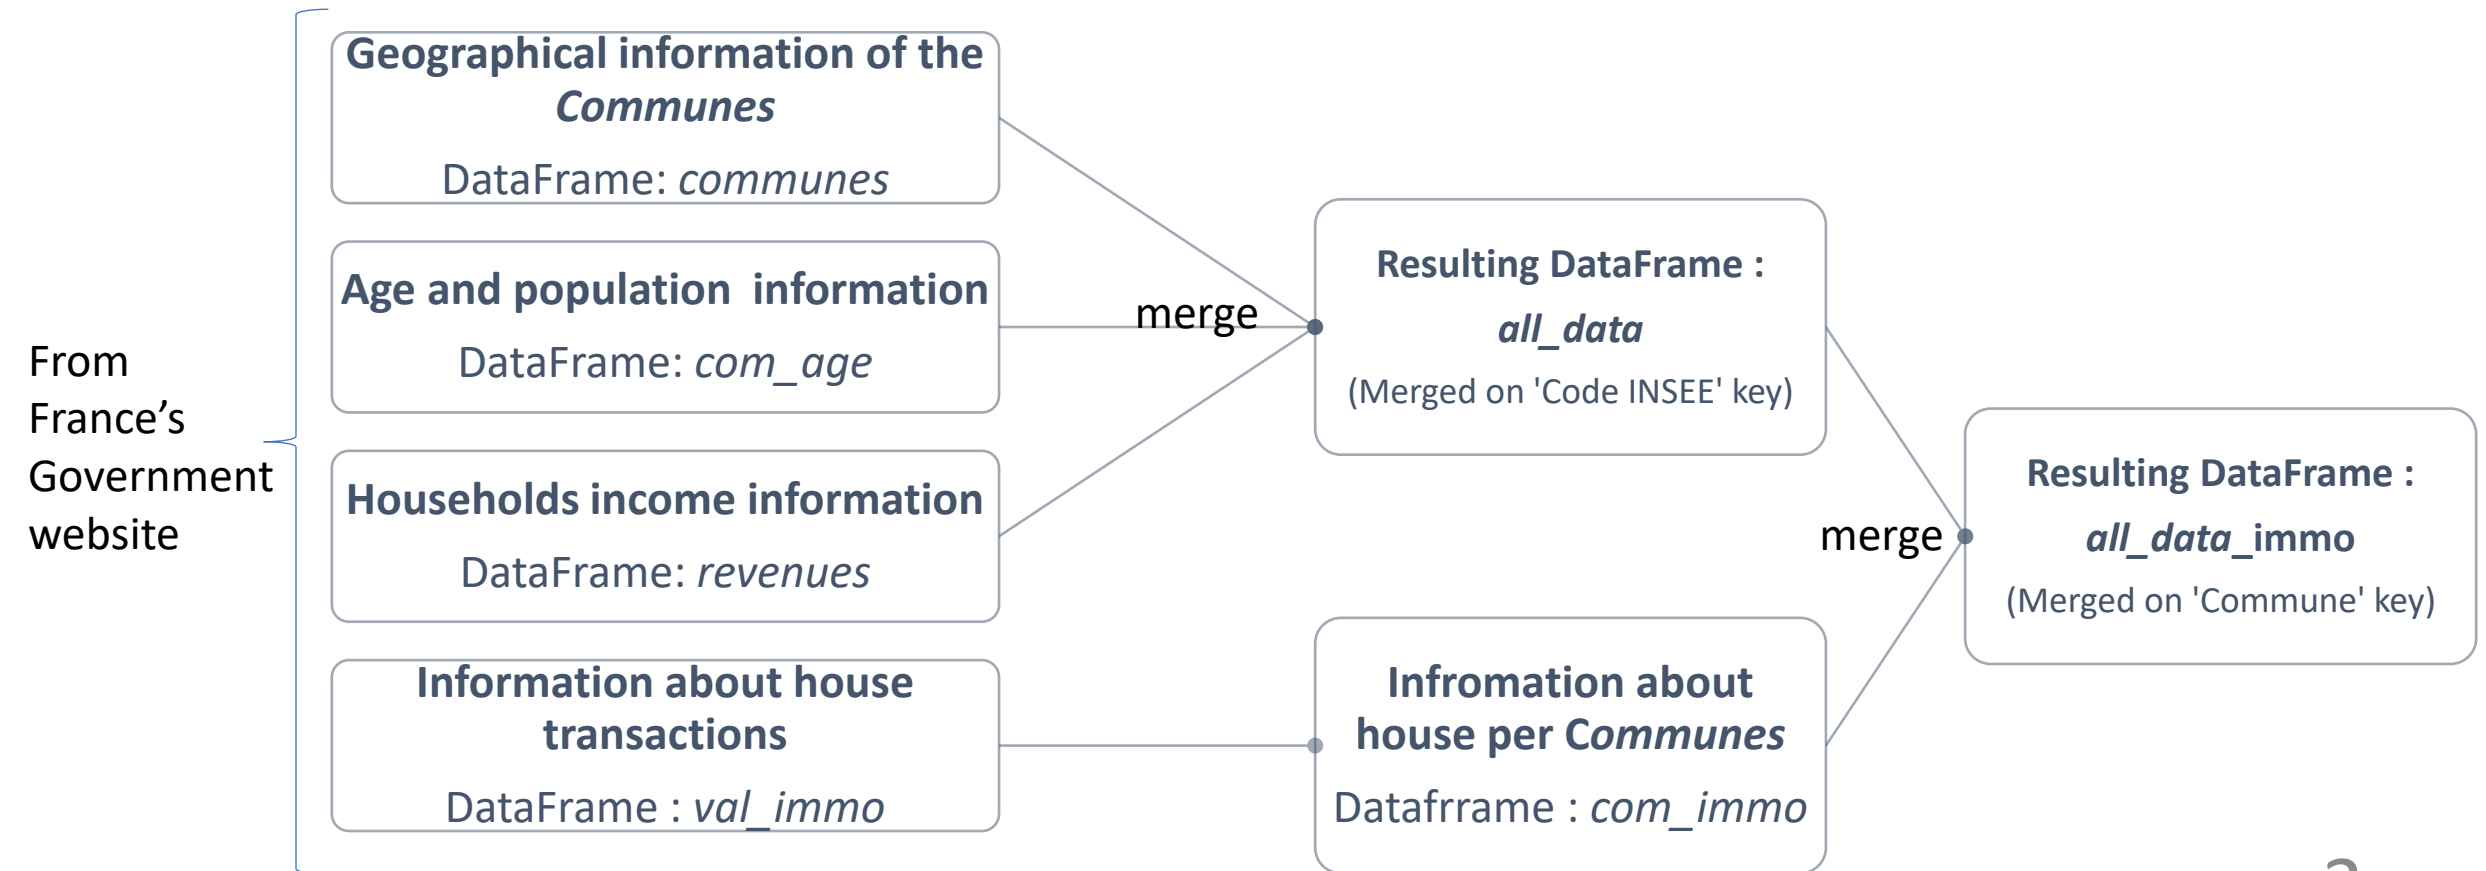 From
France’s
Government
website
Geographical information of the
Communes
DataFrame: communes
Age and population  information
DataFrame: com_age
Households income information
DataFrame: revenues
Information about house
transactions
DataFrame : val_immo
merge
Resulting DataFrame :
all_data
(Merged on 'Code INSEE' key)
Infromation about
house per Communes
Datafrrame : com_immo
merge
Resulting DataFrame :
all_data_immo
(Merged on 'Commune' key)